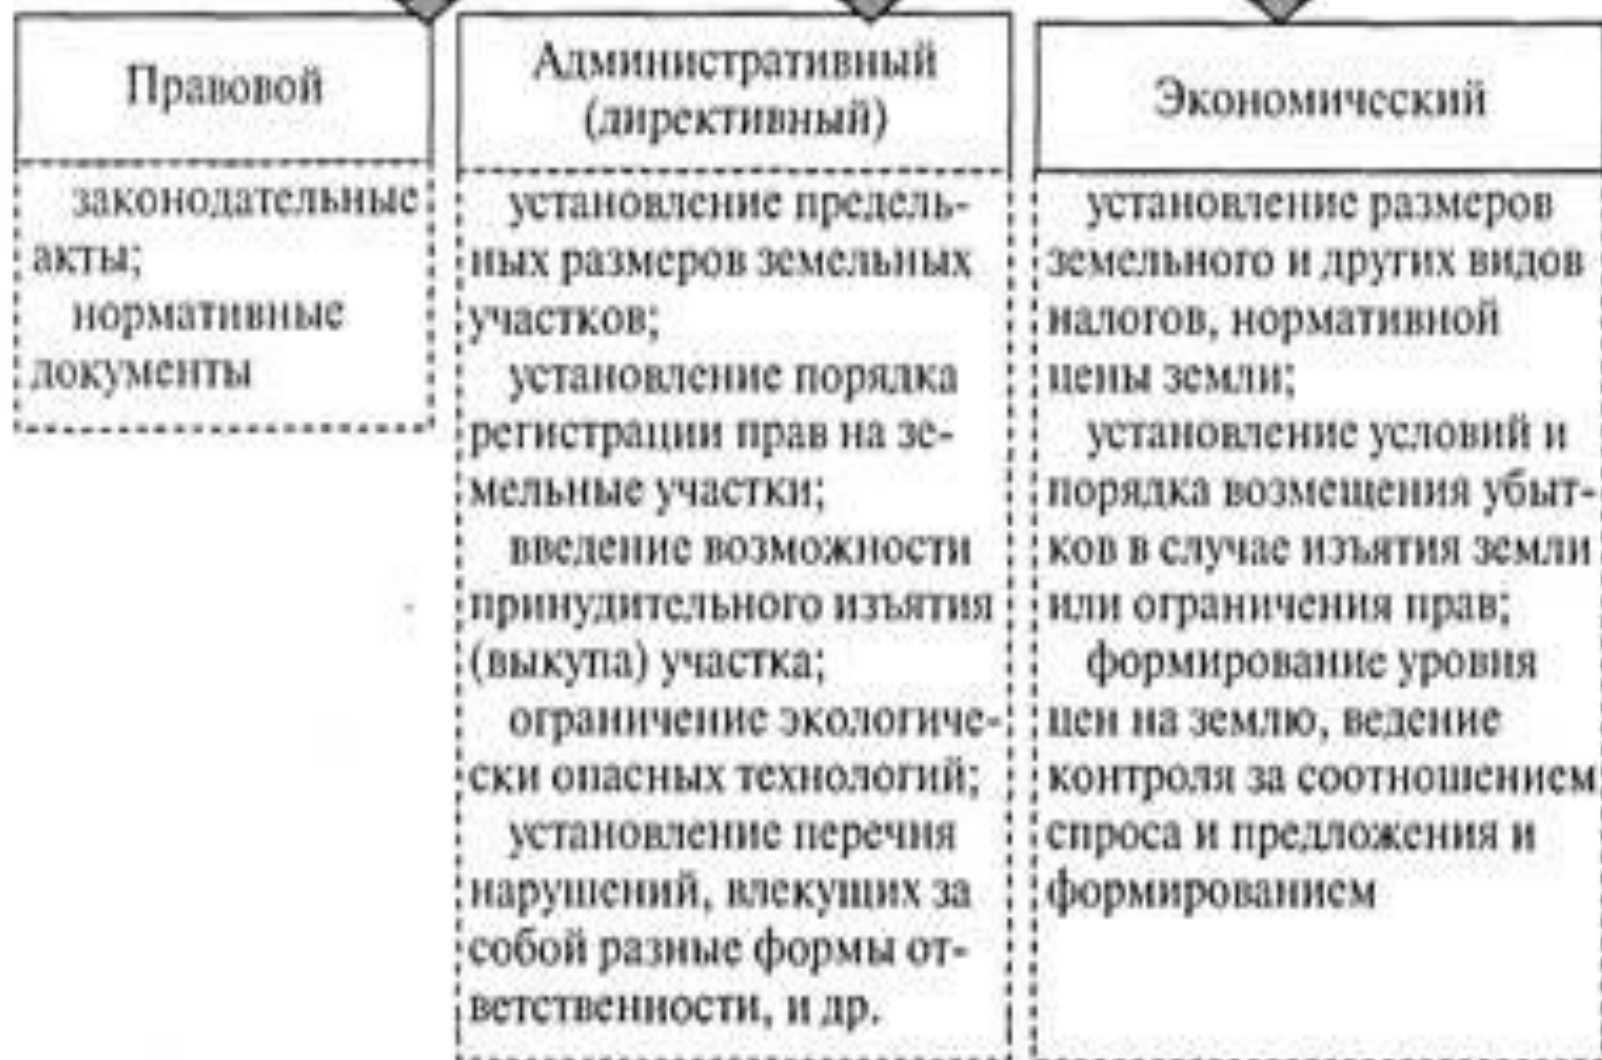 Правовой
законодательные
акты;
нормативные
документы
Административный
(директивный)
установление предель-
ных размеров земельных
участков;
установление порядка
регистрации прав на зе-
мельные участки;
введение возможности
принудительного изъятия
(выкупа) участка;
ограничение экологиче-
ски опасных технологий;
установление перечня
нарушений, влекущих за
собой разные формы от-
ветственности, и др.
Экономический
установление размеров
земельного и других видов
налогов, нормативной
цены земли;
установление условий и
порядка возмещения убыт-
ков в случае изъятия земли
или ограничения прав;
формирование уровня
цен на землю, ведение
контроля за соотношением
спроса и предложения и
формированием